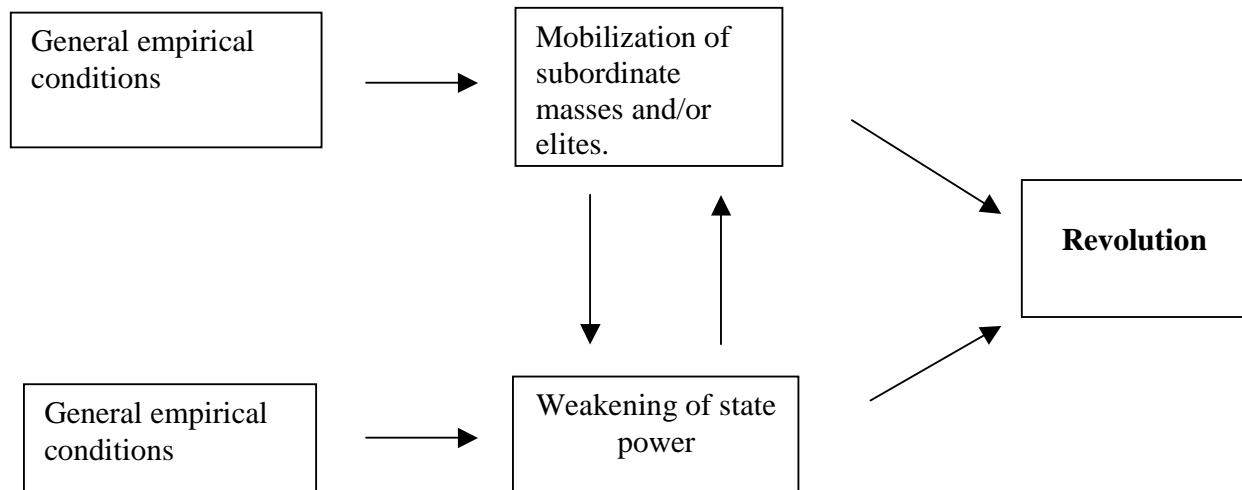 General empirical
conditions
Mobilization of
subordinate
masses and/or
elites.
Revolution
General empirical
conditions
Weakening of state
power